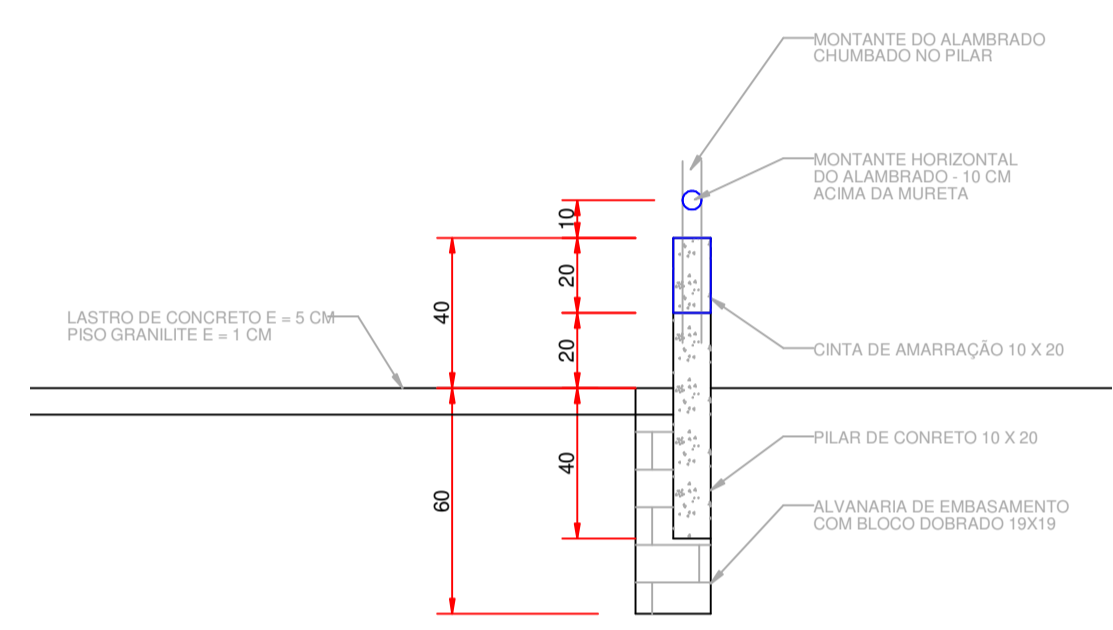 MONTANTE DO ALAMBRADO
CHUMBADO NO PILAR
MONTANTE HORIZONTAL
DO ALAMBRADO - 10 CM
ACIMA DA MURETA
10
20
40
LASTRO DE CONCRETO E = 5 CM
PISO GRANILITE E = 1 CM
20
CINTA DE AMARRAÇÃO 10 X 20
PILAR DE CONRETO 10 X 20
40
60
ALVANARIA DE EMBASAMENTO
COM BLOCO DOBRADO 19X19